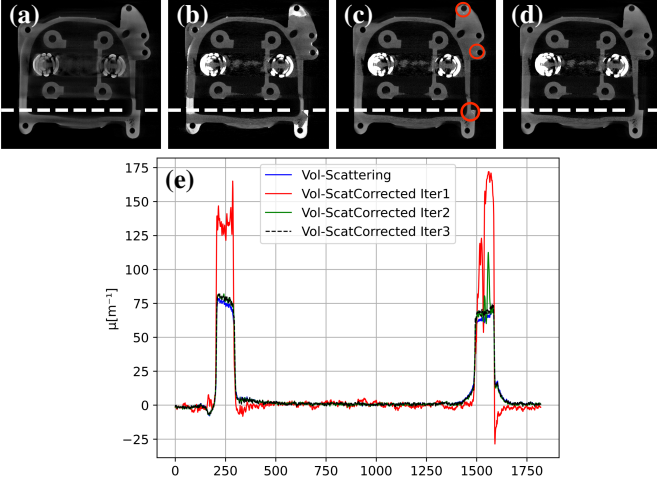 (a) (b) (c) (d)
(e)
Vol-Scattering
Vol-ScatCorrected Iter1
Vol-ScatCorrected Iter2
Vol-ScatCorrected Iter3
175
150
125
100
75
50
25
0
−25
μ[m⁻¹]
0 250 500 750 1000 1250 1500 1750